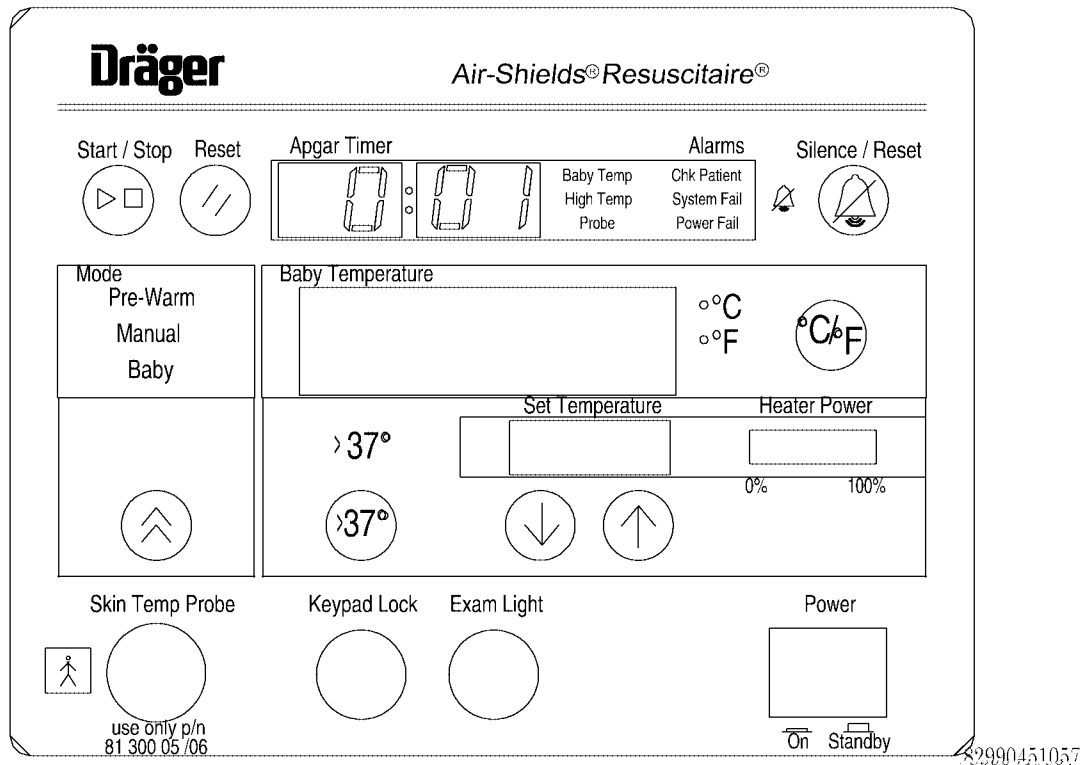 Dräger
Air-Shields® Resuscitaire®
Start / Stop
Reset
Apgar Timer
Alarms
Silence / Reset
0:01
Baby Temp
Chk Patient
High Temp
System Fail
Probe
Power Fail
Mode
Pre-Warm
Manual
Baby
Baby Temperature
°C
°F
°C/°F
Set Temperature
Heater Power
>37°
0%
100%
>37°
Skin Temp Probe
Keypad Lock
Exam Light
Power
use only p/n
81 300 05 /06
On
Standby
82990451057